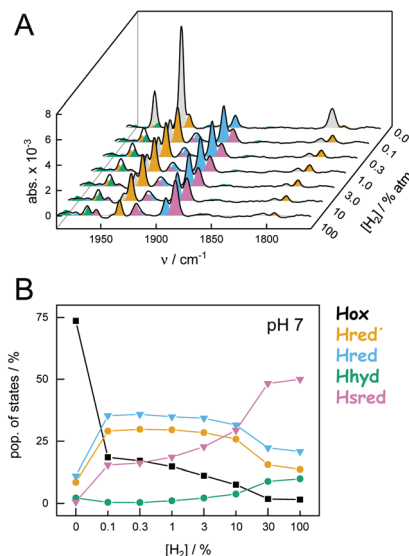 A
8
6
4
2
0
abs. x 10-3
1950
1900
1850
1800
ν / cm-1
0.0
0.1
0.3
1.0
3.0
10
100
[H2] / % atm
B
pH 7
75
50
25
0
pop. of states / %
0
0.1
0.3
1
3
10
30
100
[H2] / %
Hox
Hred´
Hred
Hhyd
Hsred